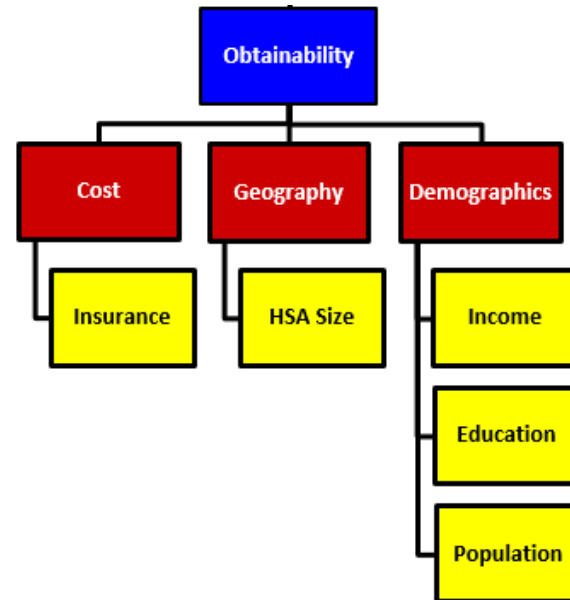 Obtainability
Cost
Geography
Demographics
Insurance
HSA Size
Income
Education
Population